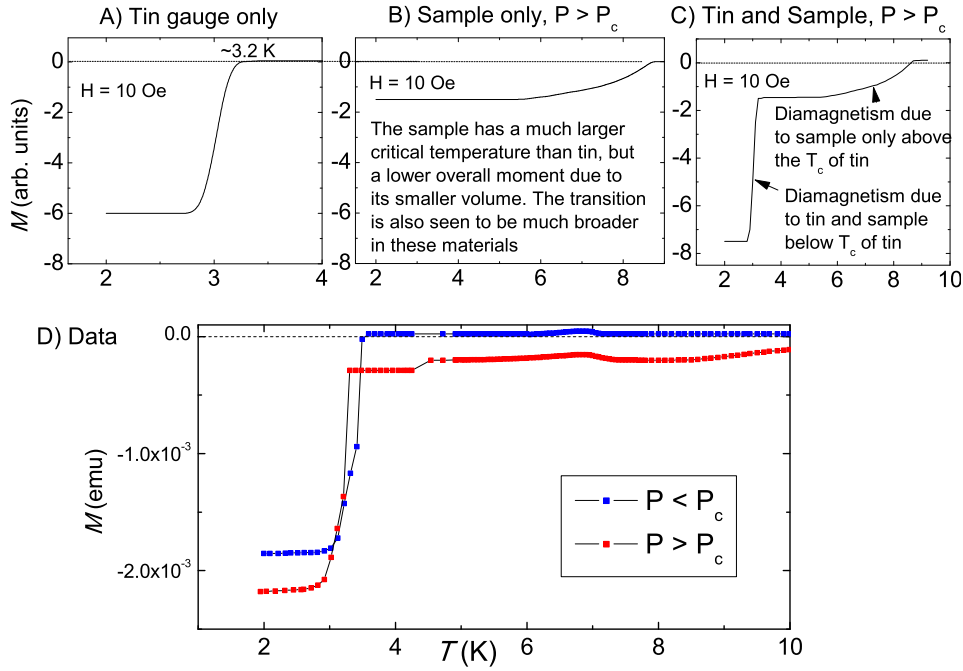 A) Tin gauge only
B) Sample only, P > Pc
C) Tin and Sample, P > Pc
M (arb. units)
0
-2
-4
-6
-8
~3.2 K
H = 10 Oe
2
3
4
0
-2
-4
-6
-8
H = 10 Oe
The sample has a much larger
critical temperature than tin, but
a lower overall moment due to
its smaller volume. The transition
is also seen to be much broader
in these materials
2
4
6
8
0
-2
-4
-6
-8
H = 10 Oe
Diamagnetism due
to sample only above
the Tc of tin
Diamagnetism due
to tin and sample
below Tc of tin
2
4
6
8
10
D) Data
M (emu)
0.0
-1.0x10-3
-2.0x10-3
P < Pc
P > Pc
2
4
6
8
10
T (K)